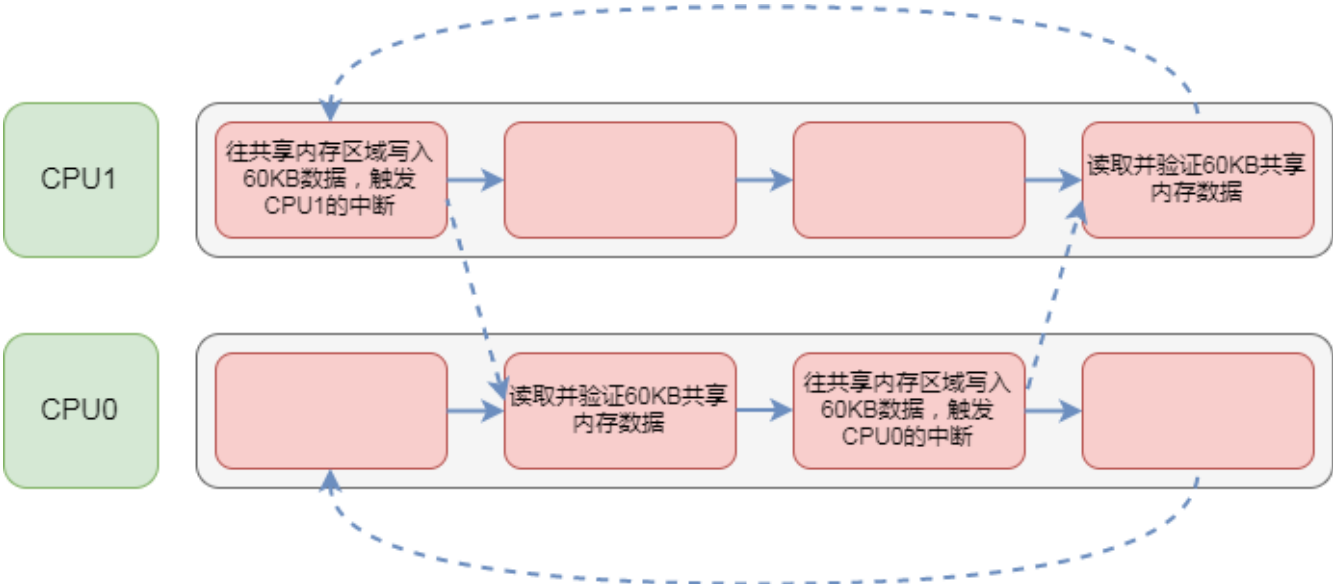 CPU1
往共享内存区域写入
60KB数据，触发
CPU1的中断
读取并验证60KB共享
内存数据
CPU0
读取并验证60KB共享
内存数据
往共享内存区域写入
60KB数据，触发
CPU0的中断